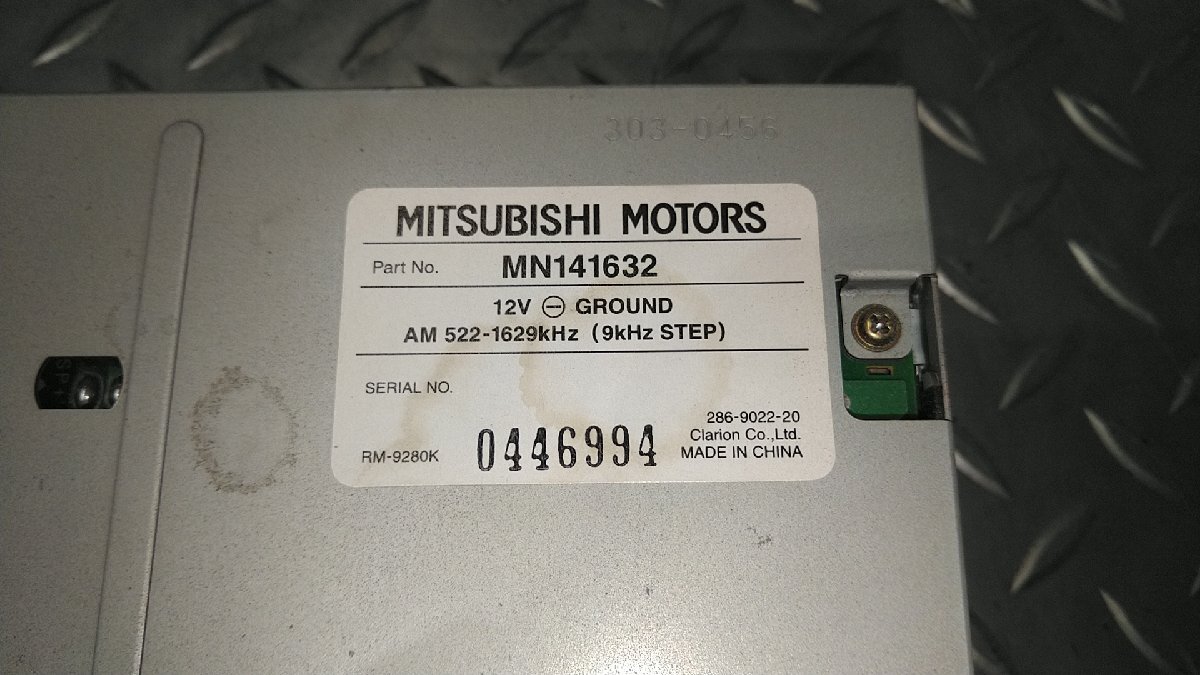 303-0456
MITSUBISHI MOTORS
Part No. MN141632
12V ⊖ GROUND
AM 522-1629kHz (9kHz STEP)
SERIAL NO.
286-9022-20
Clarion Co.,Ltd.
RM-9280K 0446994 MADE IN CHINA